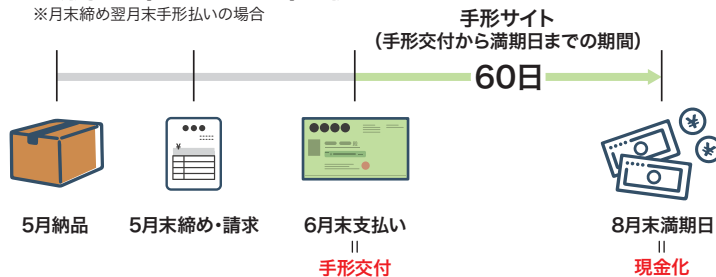 ※月末締め翌月末手形払いの場合
手形サイト
(手形交付から満期日までの期間)
60日
¥
¥
¥
5月納品
5月末締め・請求
6月末支払い
8月末満期日
=
=
手形交付
現金化